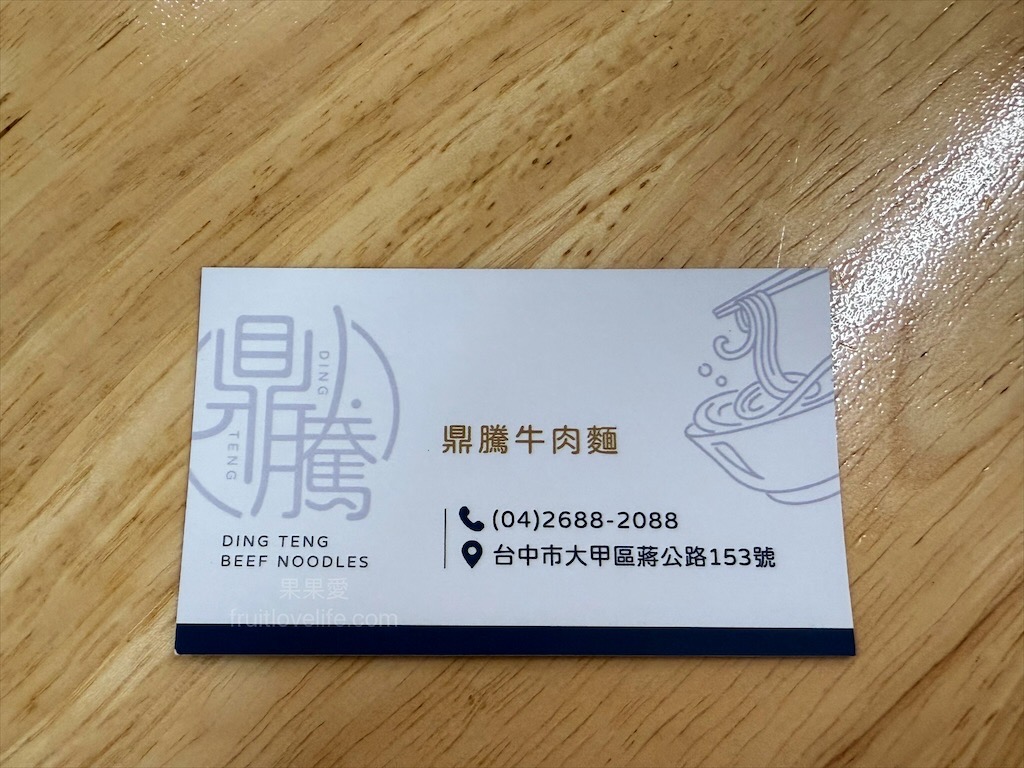 鼎騰
DING
TENG
DING TENG
BEEF NOODLES
鼎騰牛肉麵
(04)2688-2088
台中市大甲區蔣公路153號
果果愛
fruitlovelife.com